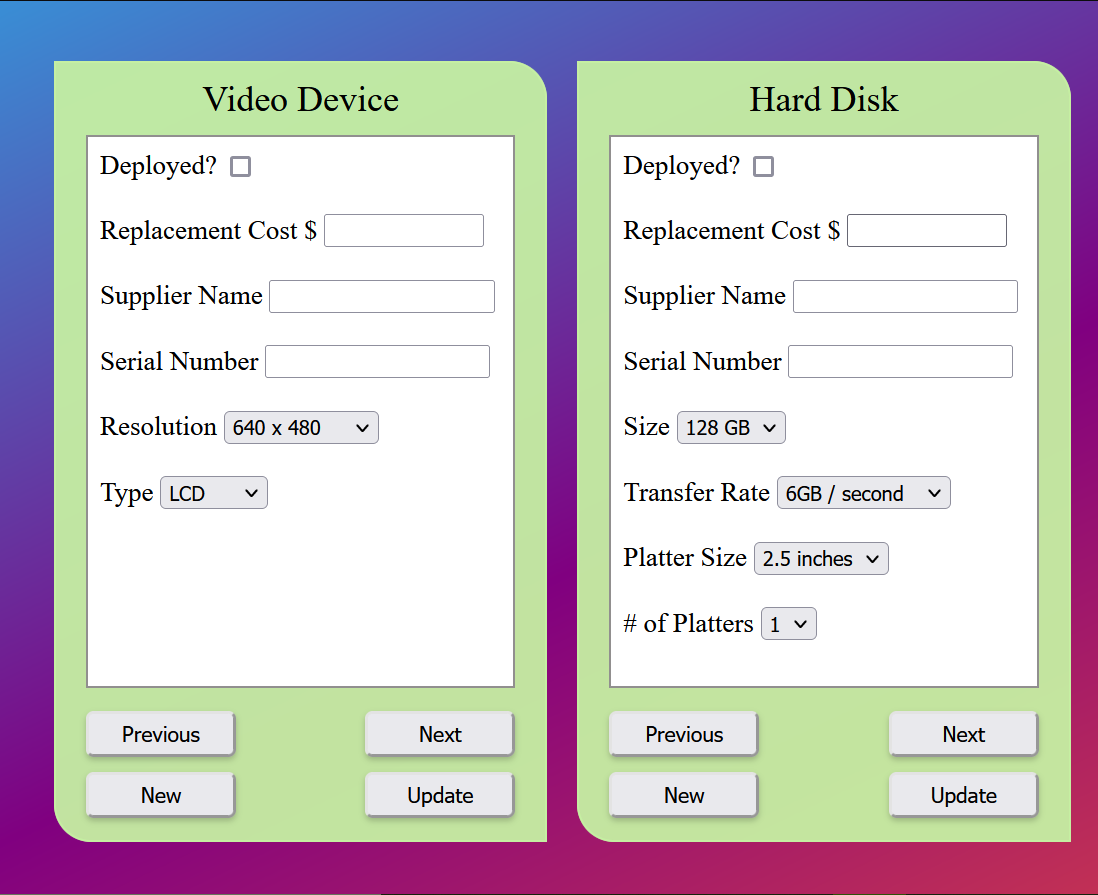 Video Device
Deployed?
Replacement Cost $
Supplier Name
Serial Number
Resolution 640 x 480
Type LCD
Previous Next
New Update
Hard Disk
Deployed?
Replacement Cost $
Supplier Name
Serial Number
Size 128 GB
Transfer Rate 6GB / second
Platter Size 2.5 inches
# of Platters 1
Previous Next
New Update